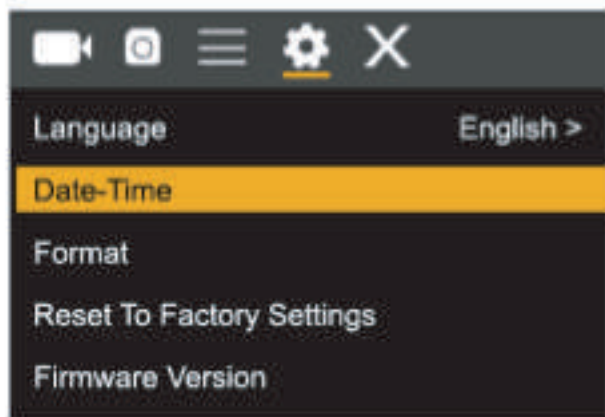 Language English >
Date-Time
Format
Reset To Factory Settings
Firmware Version